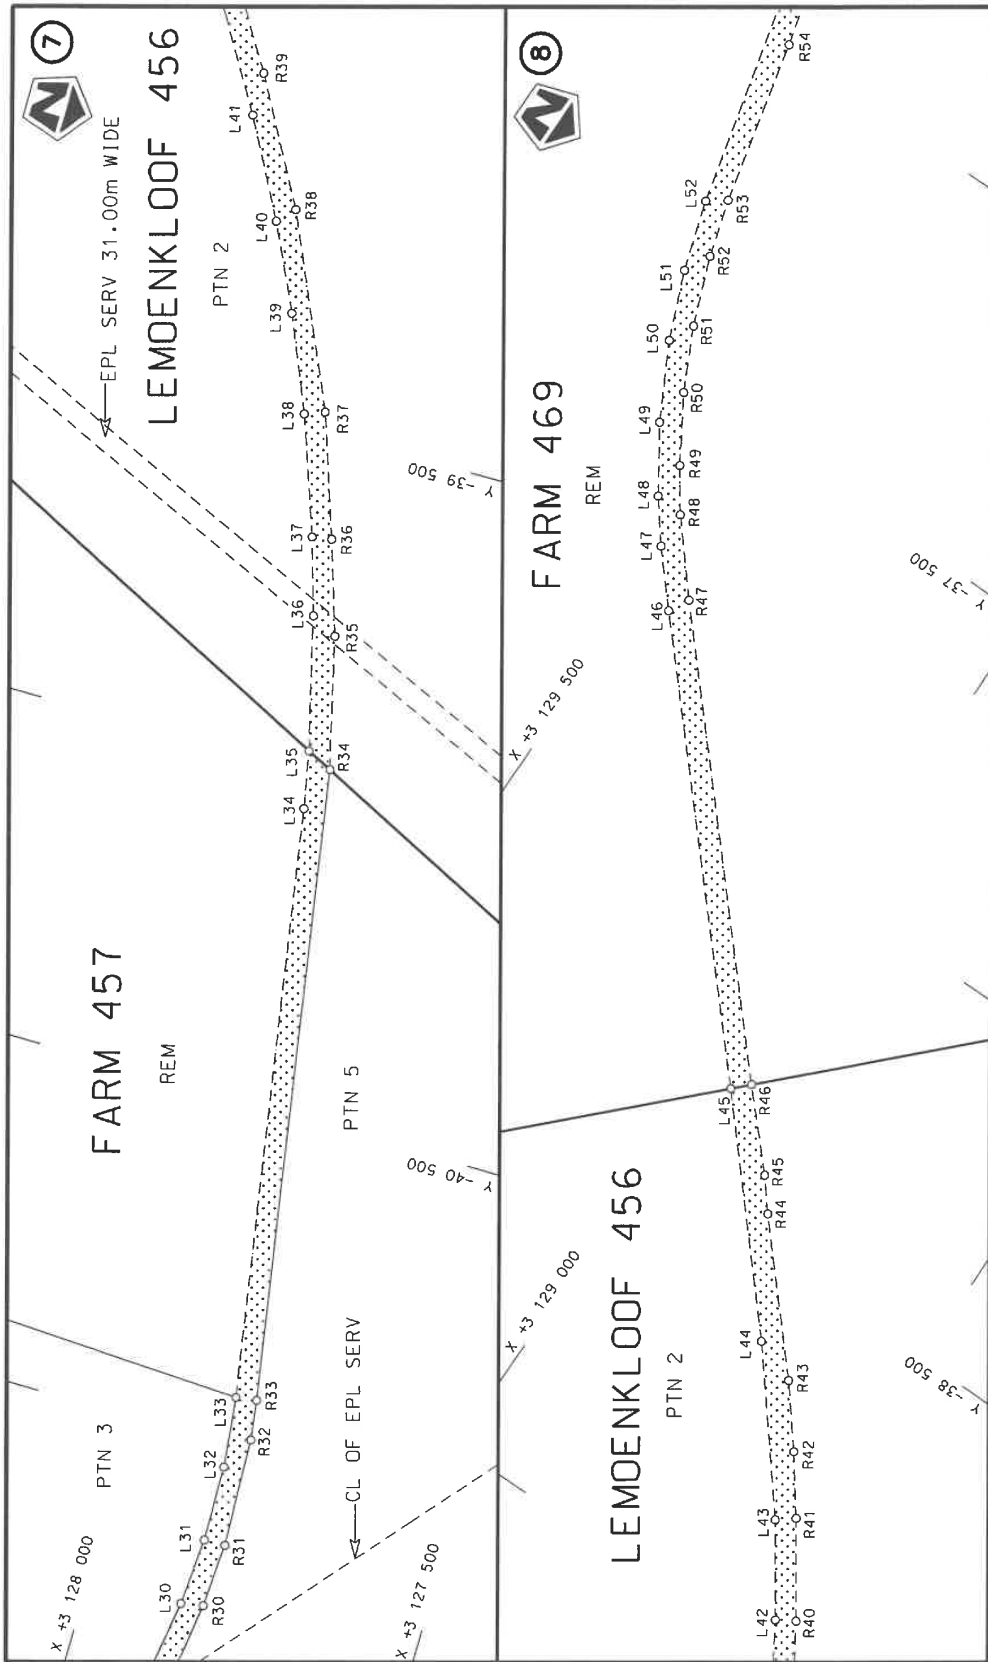 7
N
EPL SERV 31.00m WIDE
LEMOENKLOOF 456
PTN 2
FARM 457
REM
PTN 3
PTN 5
CL OF EPL SERV
X +3 128 000
X +3 127 500
Y -40 500
Y -39 500
L30
L31
L32
L33
L34
L35
L36
L37
L38
L39
L40
L41
R30
R31
R32
R33
R34
R35
R36
R37
R38
R39
8
N
FARM 469
REM
LEMOENKLOOF 456
PTN 2
X +3 129 000
X +3 129 500
Y -38 500
Y -37 500
L42
L43
L44
L45
L46
L47
L48
L49
L50
L51
L52
R40
R41
R42
R43
R44
R45
R46
R47
R48
R49
R50
R51
R52
R53
R54